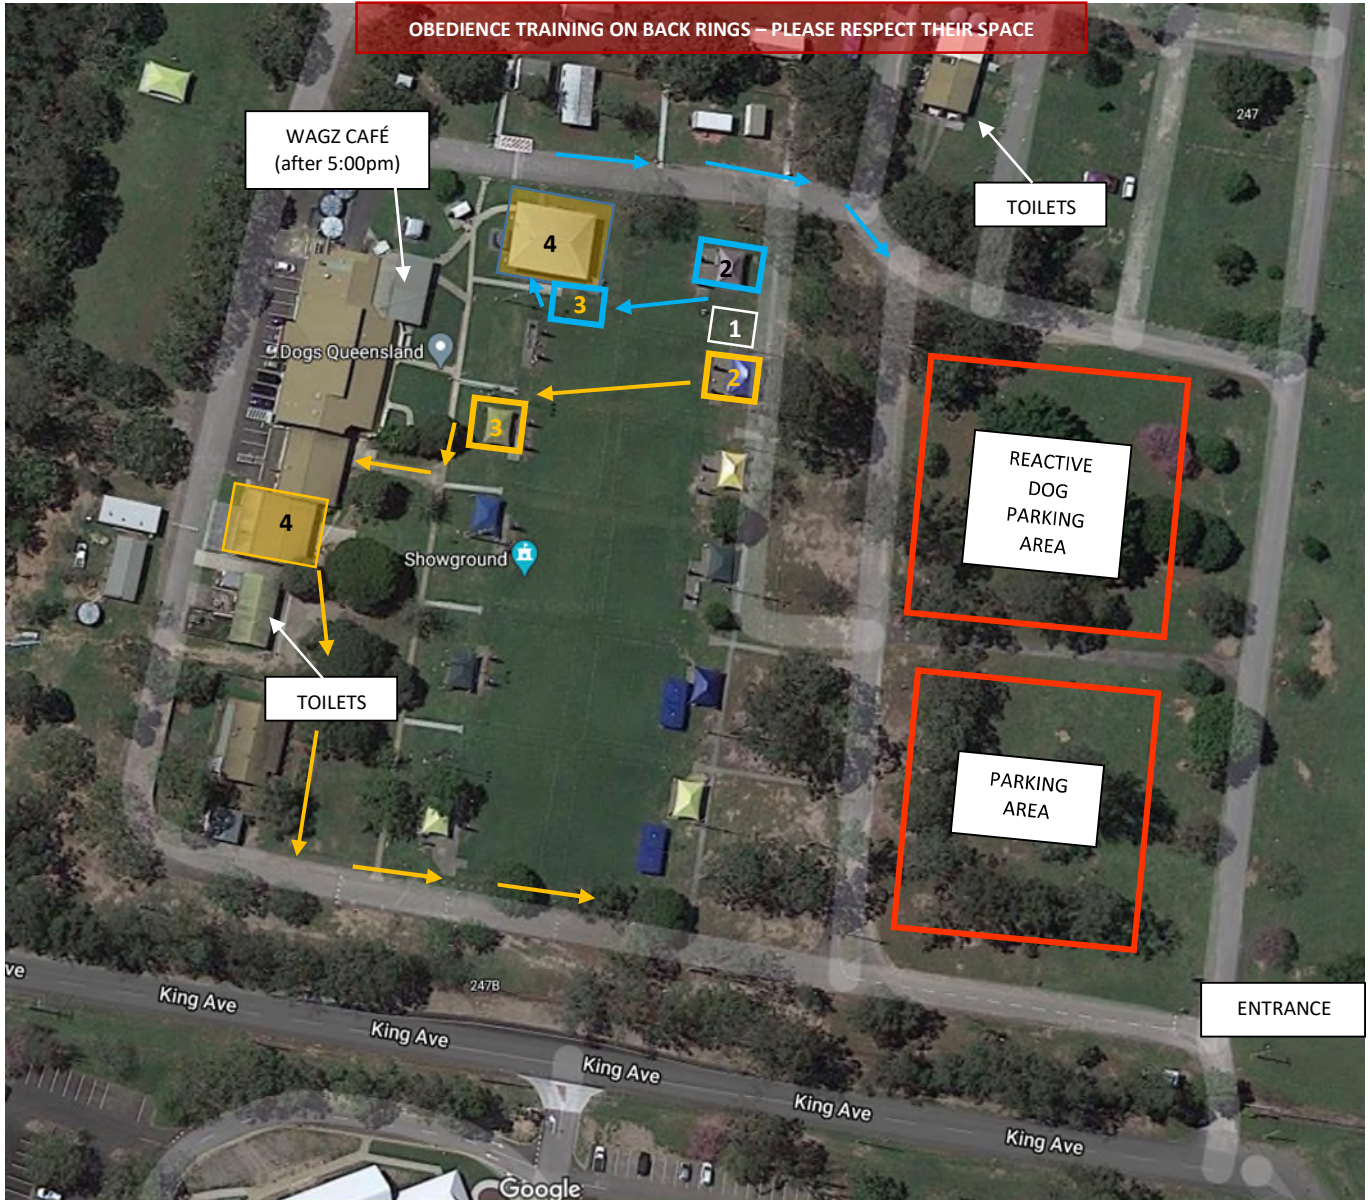 OBEDIENCE TRAINING ON BACK RINGS – PLEASE RESPECT THEIR SPACE
WAGZ CAFÉ
(after 5:00pm)
247
TOILETS
4
2
3
1
Dogs Queensland
2
3
REACTIVE
DOG
PARKING
AREA
4
Showground
TOILETS
PARKING
AREA
ve
King Ave
247B
King Ave
King Ave
King Ave
King Ave
ENTRANCE
Google